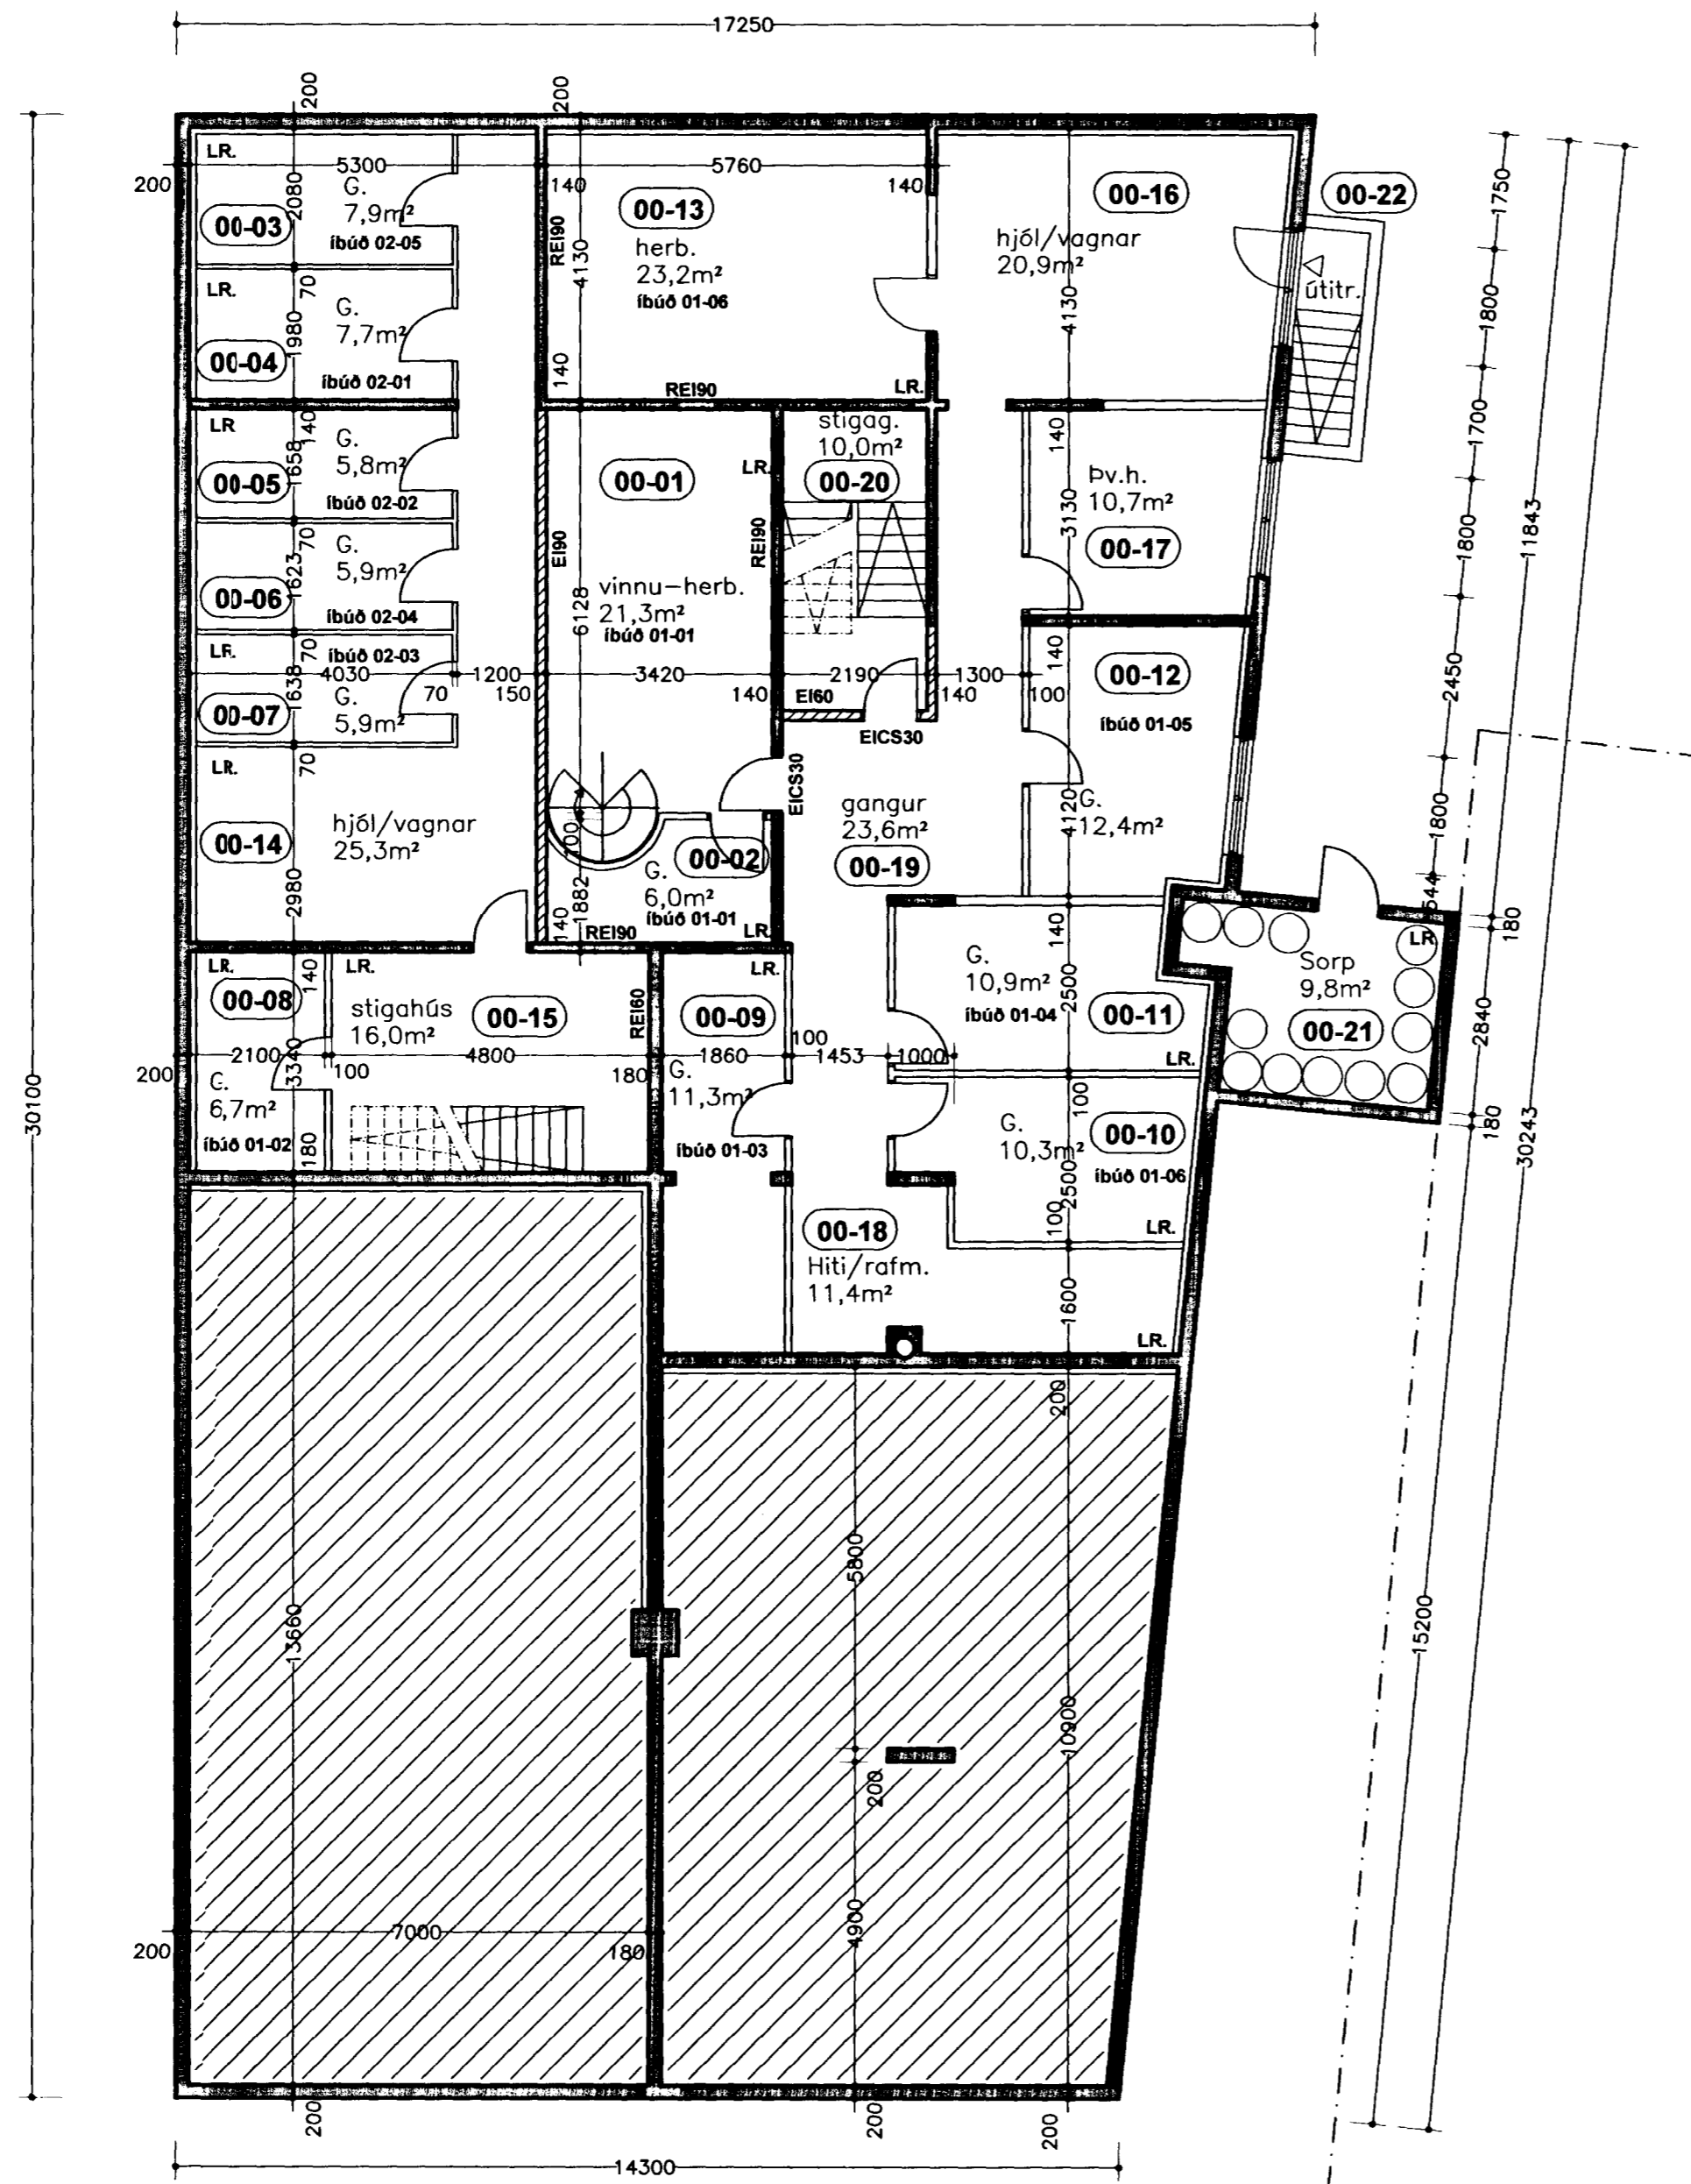 17250
200
200
LR.
5300
5760
200
G.
7,9m²
2080
140
140
00-03
íbúð 02-05
00-13
herb.
23,2m²
íbúð 01-06
REI90
4130
00-16
hjól/vagnar
20,9m²
4130
00-22
útitr.
1750
1800
LR.
70
G.
7,7m²
1980
00-04
íbúð 02-01
140
REI90
LR.
LR
140
G.
5,8m²
1658
00-05
íbúð 02-02
00-01
LR.
stigag.
10,0m²
00-20
140
Þv.h.
10,7m²
3130
00-17
1700
1800
11843
70
G.
5,9m²
1623
00-06
íbúð 02-04
EI90
REI90
vinnu-herb.
21,3m²
íbúð 01-01
6128
LR.
70
íbúð 02-03
4030
1200
3420
2190
1300
70
150
140
140
100
1638
00-07
G.
5,9m²
EI60
EICS30
EICS30
140
00-12
íbúð 01-05
2450
LR.
70
00-14
hjól/vagnar
25,3m²
2980
100
00-02
G.
6,0m²
íbúð 01-01
1882
140
REI90
LR.
gangur
23,6m²
00-19
4120
G.
12,4m²
1800
544
180
LR.
140
00-08
LR.
stigahús
16,0m²
00-15
REI60
LR.
00-09
140
G.
10,9m²
íbúð 01-04
2500
00-11
LR.
LR.
Sorp
9,8m²
00-21
2840
200
2100
3340
100
4800
180
1860
100
1453
1000
G.
6,7m²
íbúð 01-02
180
G.
11,3m²
íbúð 01-03
100
G.
10,3m²
00-10
íbúð 01-06
2500
100
LR.
180
30243
30100
00-18
Hiti/rafm.
11,4m²
1600
LR.
200
5800
13660
15200
10900
200
4900
200
7000
180
200
200
200
14300